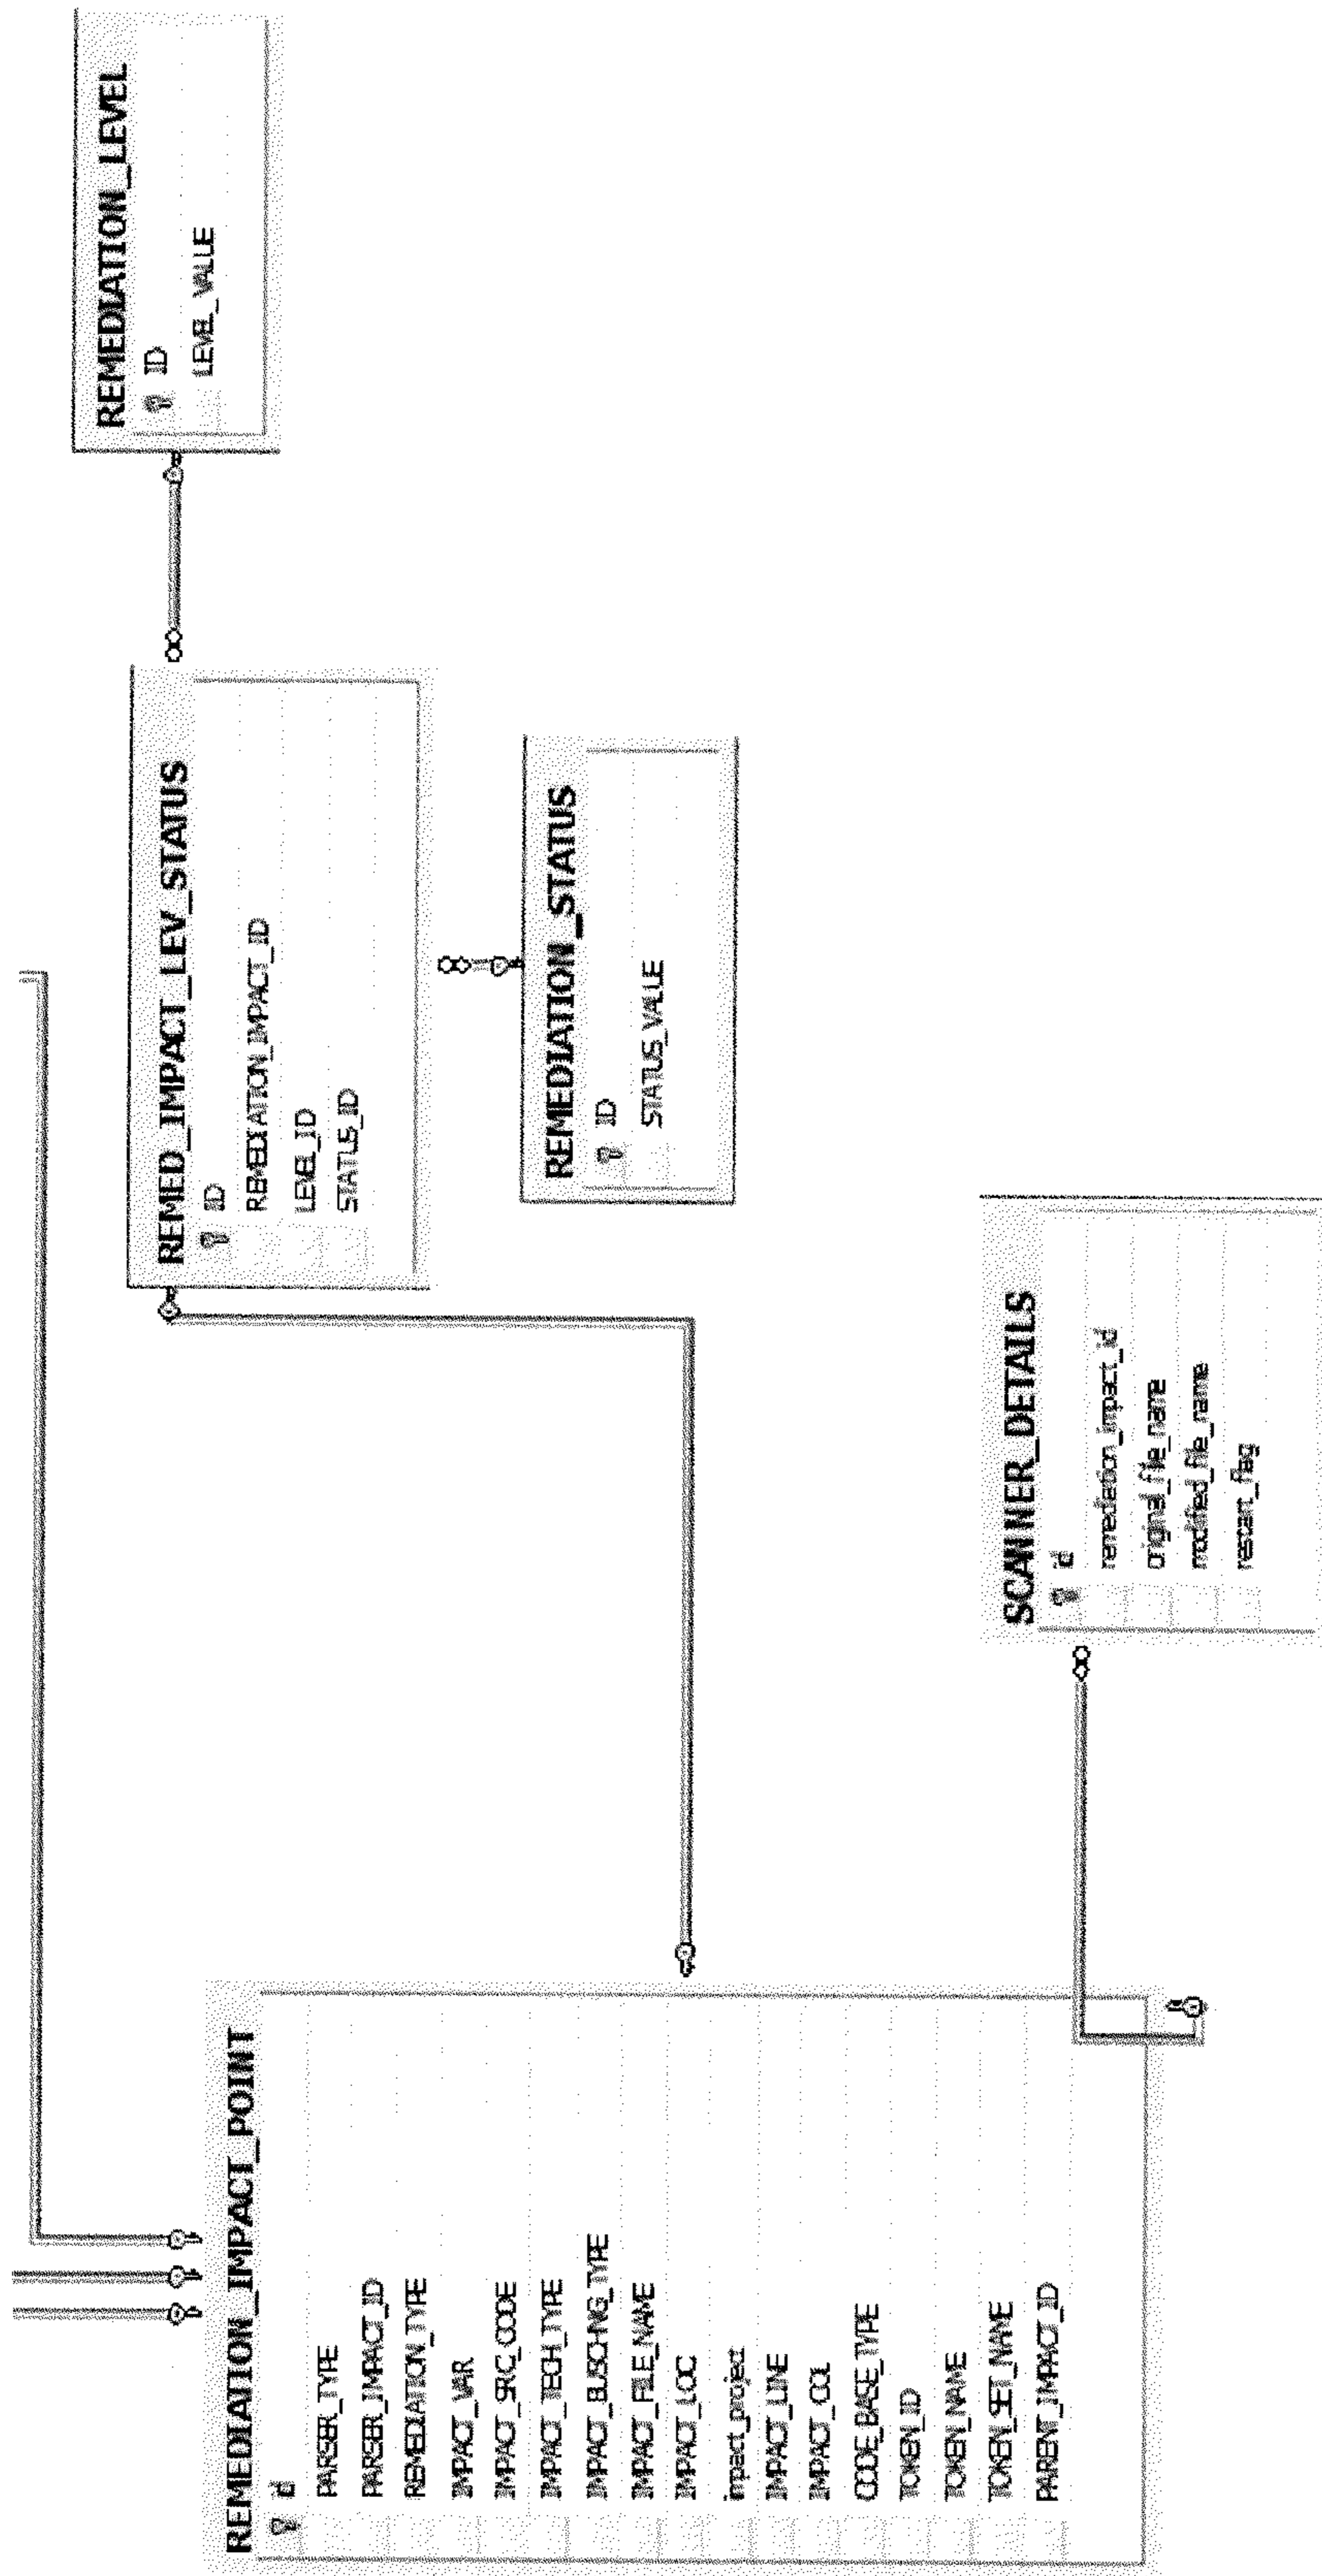 REMEDIATION_IMPACT_POINT
id
PARSER_TYPE
PARSER_IMPACT_ID
REMEDIATION_TYPE
IMPACT_VAR
IMPACT_SRC_CODE
IMPACT_TECH_TYPE
IMPACT_BUSCHNG_TYPE
IMPACT_FILE_NAME
IMPACT_LOC
impact_project
IMPACT_LINE
IMPACT_COL
CODE_BASE_TYPE
TOKEN_ID
TOKEN_NAME
TOKEN_SET_NAME
PARENT_IMPACT_ID
REMED_IMPACT_LEV_STATUS
ID
REMEDIATION_IMPACT_ID
LEVEL_ID
STATUS_ID
REMEDIATION_STATUS
ID
STATUS_VALUE
SCANNER_DETAILS
id
remediation_impact_id
original_file_name
modified_file_name
restart_flag
REMEDIATION_LEVEL
ID
LEVEL_VALUE